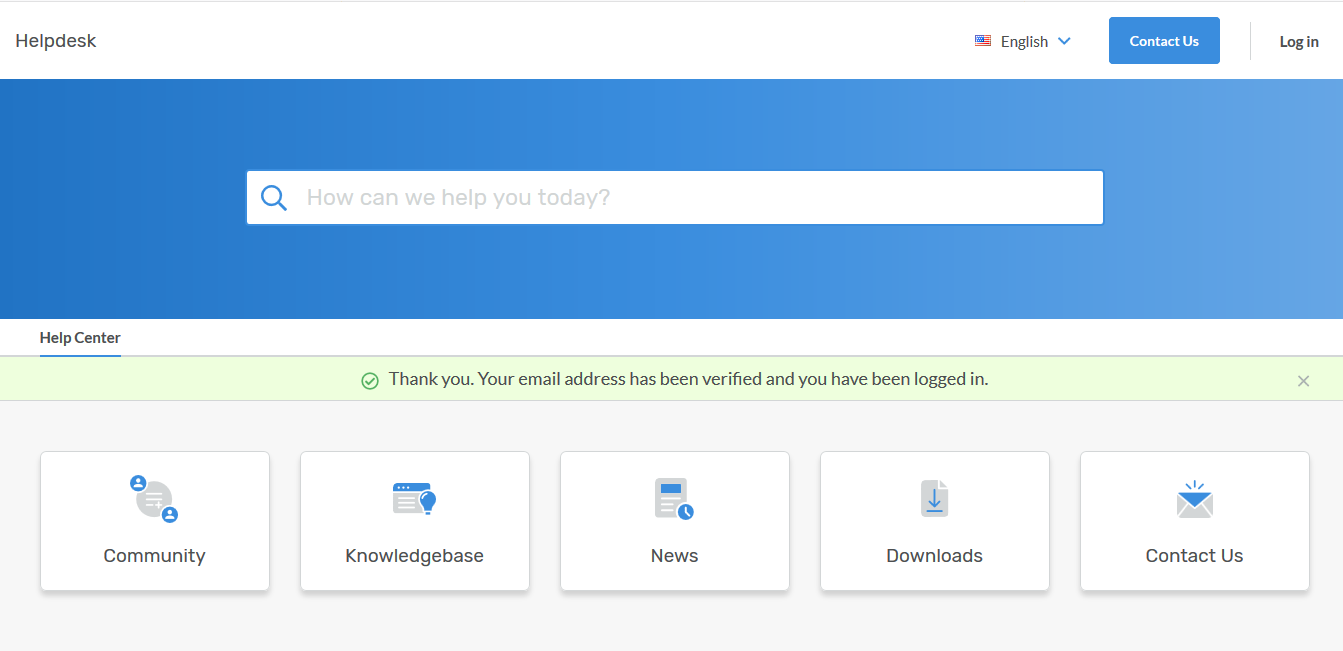 Helpdesk
English
Contact Us
Log in
How can we help you today?
Help Center
Thank you. Your email address has been verified and you have been logged in.
Community
Knowledgebase
News
Downloads
Contact Us